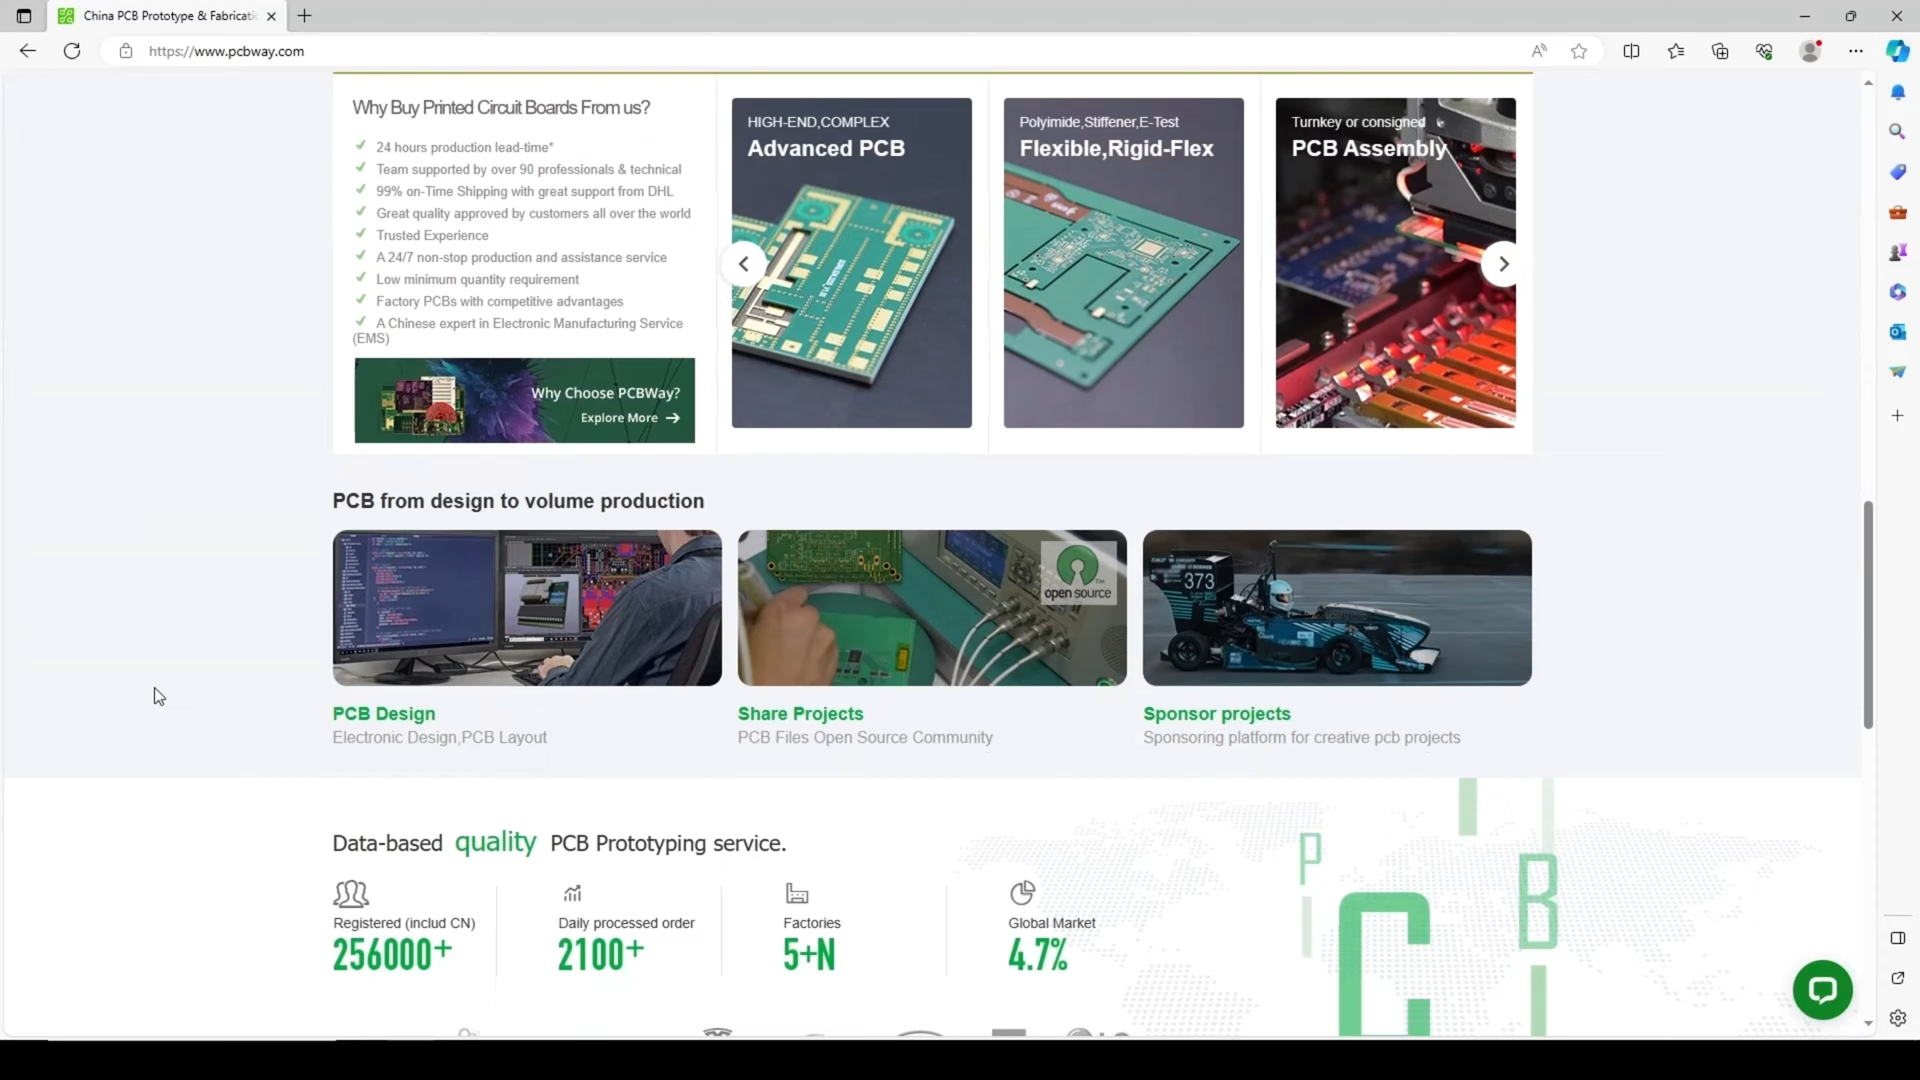 China PCB Prototype & Fabricati
https://www.pcbway.com
Why Buy Printed Circuit Boards From us?
24 hours production lead-time*
Team supported by over 90 professionals & technical
99% on-Time Shipping with great support from DHL
Great quality approved by customers all over the world
Trusted Experience
A 24/7 non-stop production and assistance service
Low minimum quantity requirement
Factory PCBs with competitive advantages
A Chinese expert in Electronic Manufacturing Service
(EMS)
Why Choose PCBWay?
Explore More
HIGH-END,COMPLEX
Advanced PCB
Polyimide,Stiffener,E-Test
Flexible,Rigid-Flex
Turnkey or consigned
PCB Assembly
PCB from design to volume production
open source
TM
373
PCB Design
Electronic Design,PCB Layout
Share Projects
PCB Files Open Source Community
Sponsor projects
Sponsoring platform for creative pcb projects
Data-based quality PCB Prototyping service.
Registered (includ CN)
256000+
Daily processed order
2100+
Factories
5+N
Global Market
4.7%
P
C
B